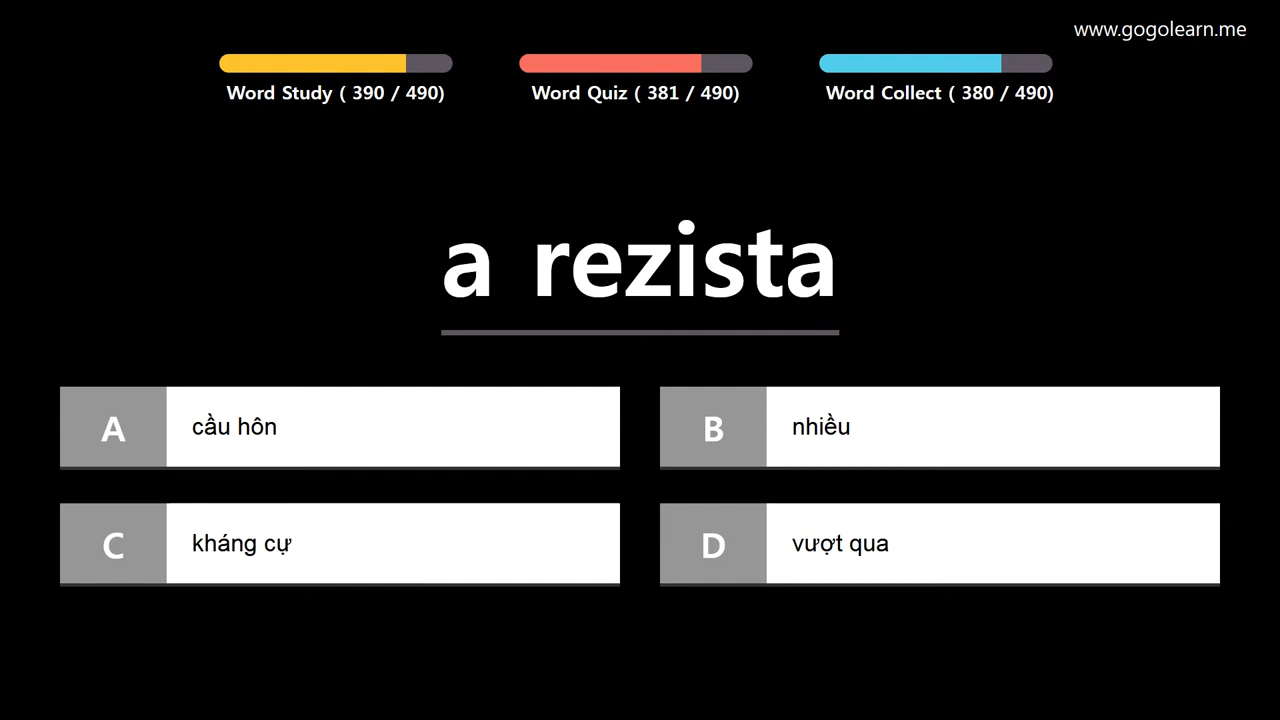 www.gogolearn.me
Word Study ( 390 / 490)
Word Quiz ( 381 / 490)
Word Collect ( 380 / 490)
a rezista
A
cầu hôn
B
nhiều
C
kháng cự
D
vượt qua